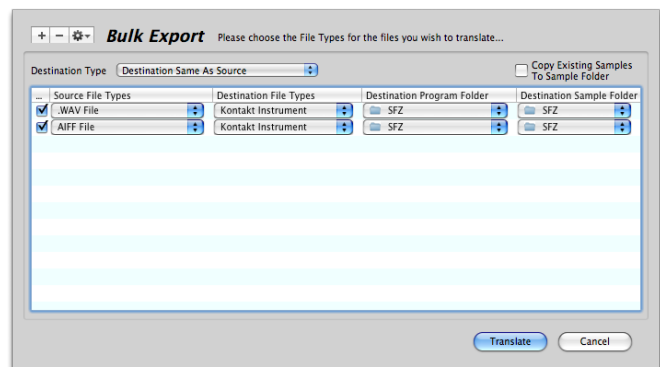 + - Bulk Export Please choose the File Types for the files you wish to translate...
Destination Type Destination Same As Source
Copy Existing Samples
To Sample Folder
... Source File Types Destination File Types Destination Program Folder Destination Sample Folder
.WAV File Kontakt Instrument SFZ SFZ
AIFF File Kontakt Instrument SFZ SFZ
Translate Cancel